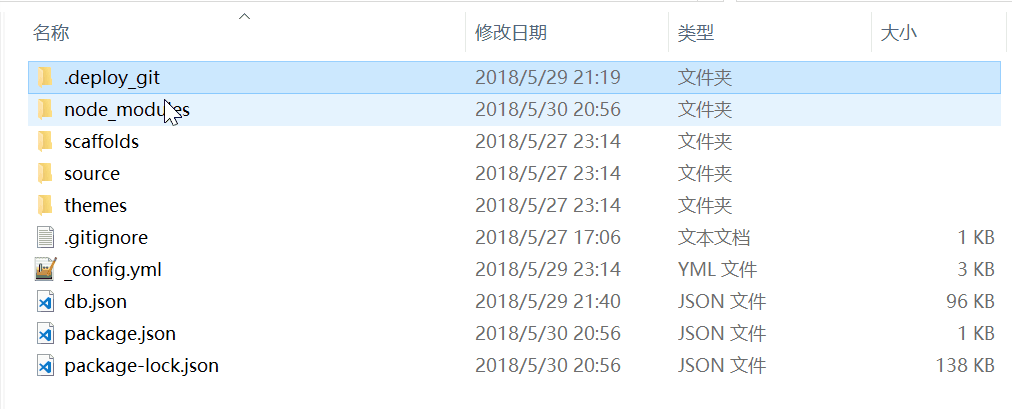 名称 修改日期 类型 大小
.deploy_git 2018/5/29 21:19 文件夹
node_modules 2018/5/30 20:56 文件夹
scaffolds 2018/5/27 23:14 文件夹
source 2018/5/27 23:14 文件夹
themes 2018/5/27 23:14 文件夹
.gitignore 2018/5/27 17:06 文本文档 1 KB
_config.yml 2018/5/29 23:14 YML 文件 3 KB
db.json 2018/5/29 21:40 JSON 文件 96 KB
package.json 2018/5/30 20:56 JSON 文件 1 KB
package-lock.json 2018/5/30 20:56 JSON 文件 138 KB